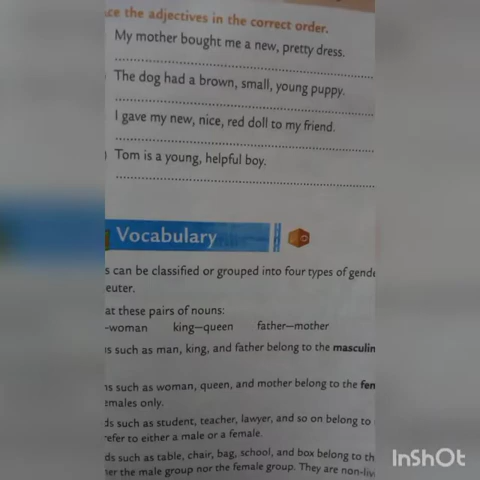 ce the adjectives in the correct order.
My mother bought me a new, pretty dress.
The dog had a brown, small, young puppy.
I gave my new, nice, red doll to my friend.
Tom is a young, helpful boy.
Vocabulary
s can be classified or grouped into four types of gende
euter.
at these pairs of nouns:
-woman king—queen father—mother
s such as man, king, and father belong to the masculin
ns such as woman, queen, and mother belong to the fen
emales only.
ds such as student, teacher, lawyer, and so on belong to
refer to either a male or a female.
ds such as table, chair, bag, school, and box belong to th
er the male group nor the female group. They are non-liv
InShOt